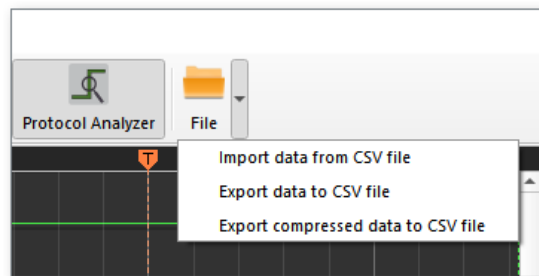 Protocol Analyzer
File
Import data from CSV file
Export data to CSV file
Export compressed data to CSV file
T